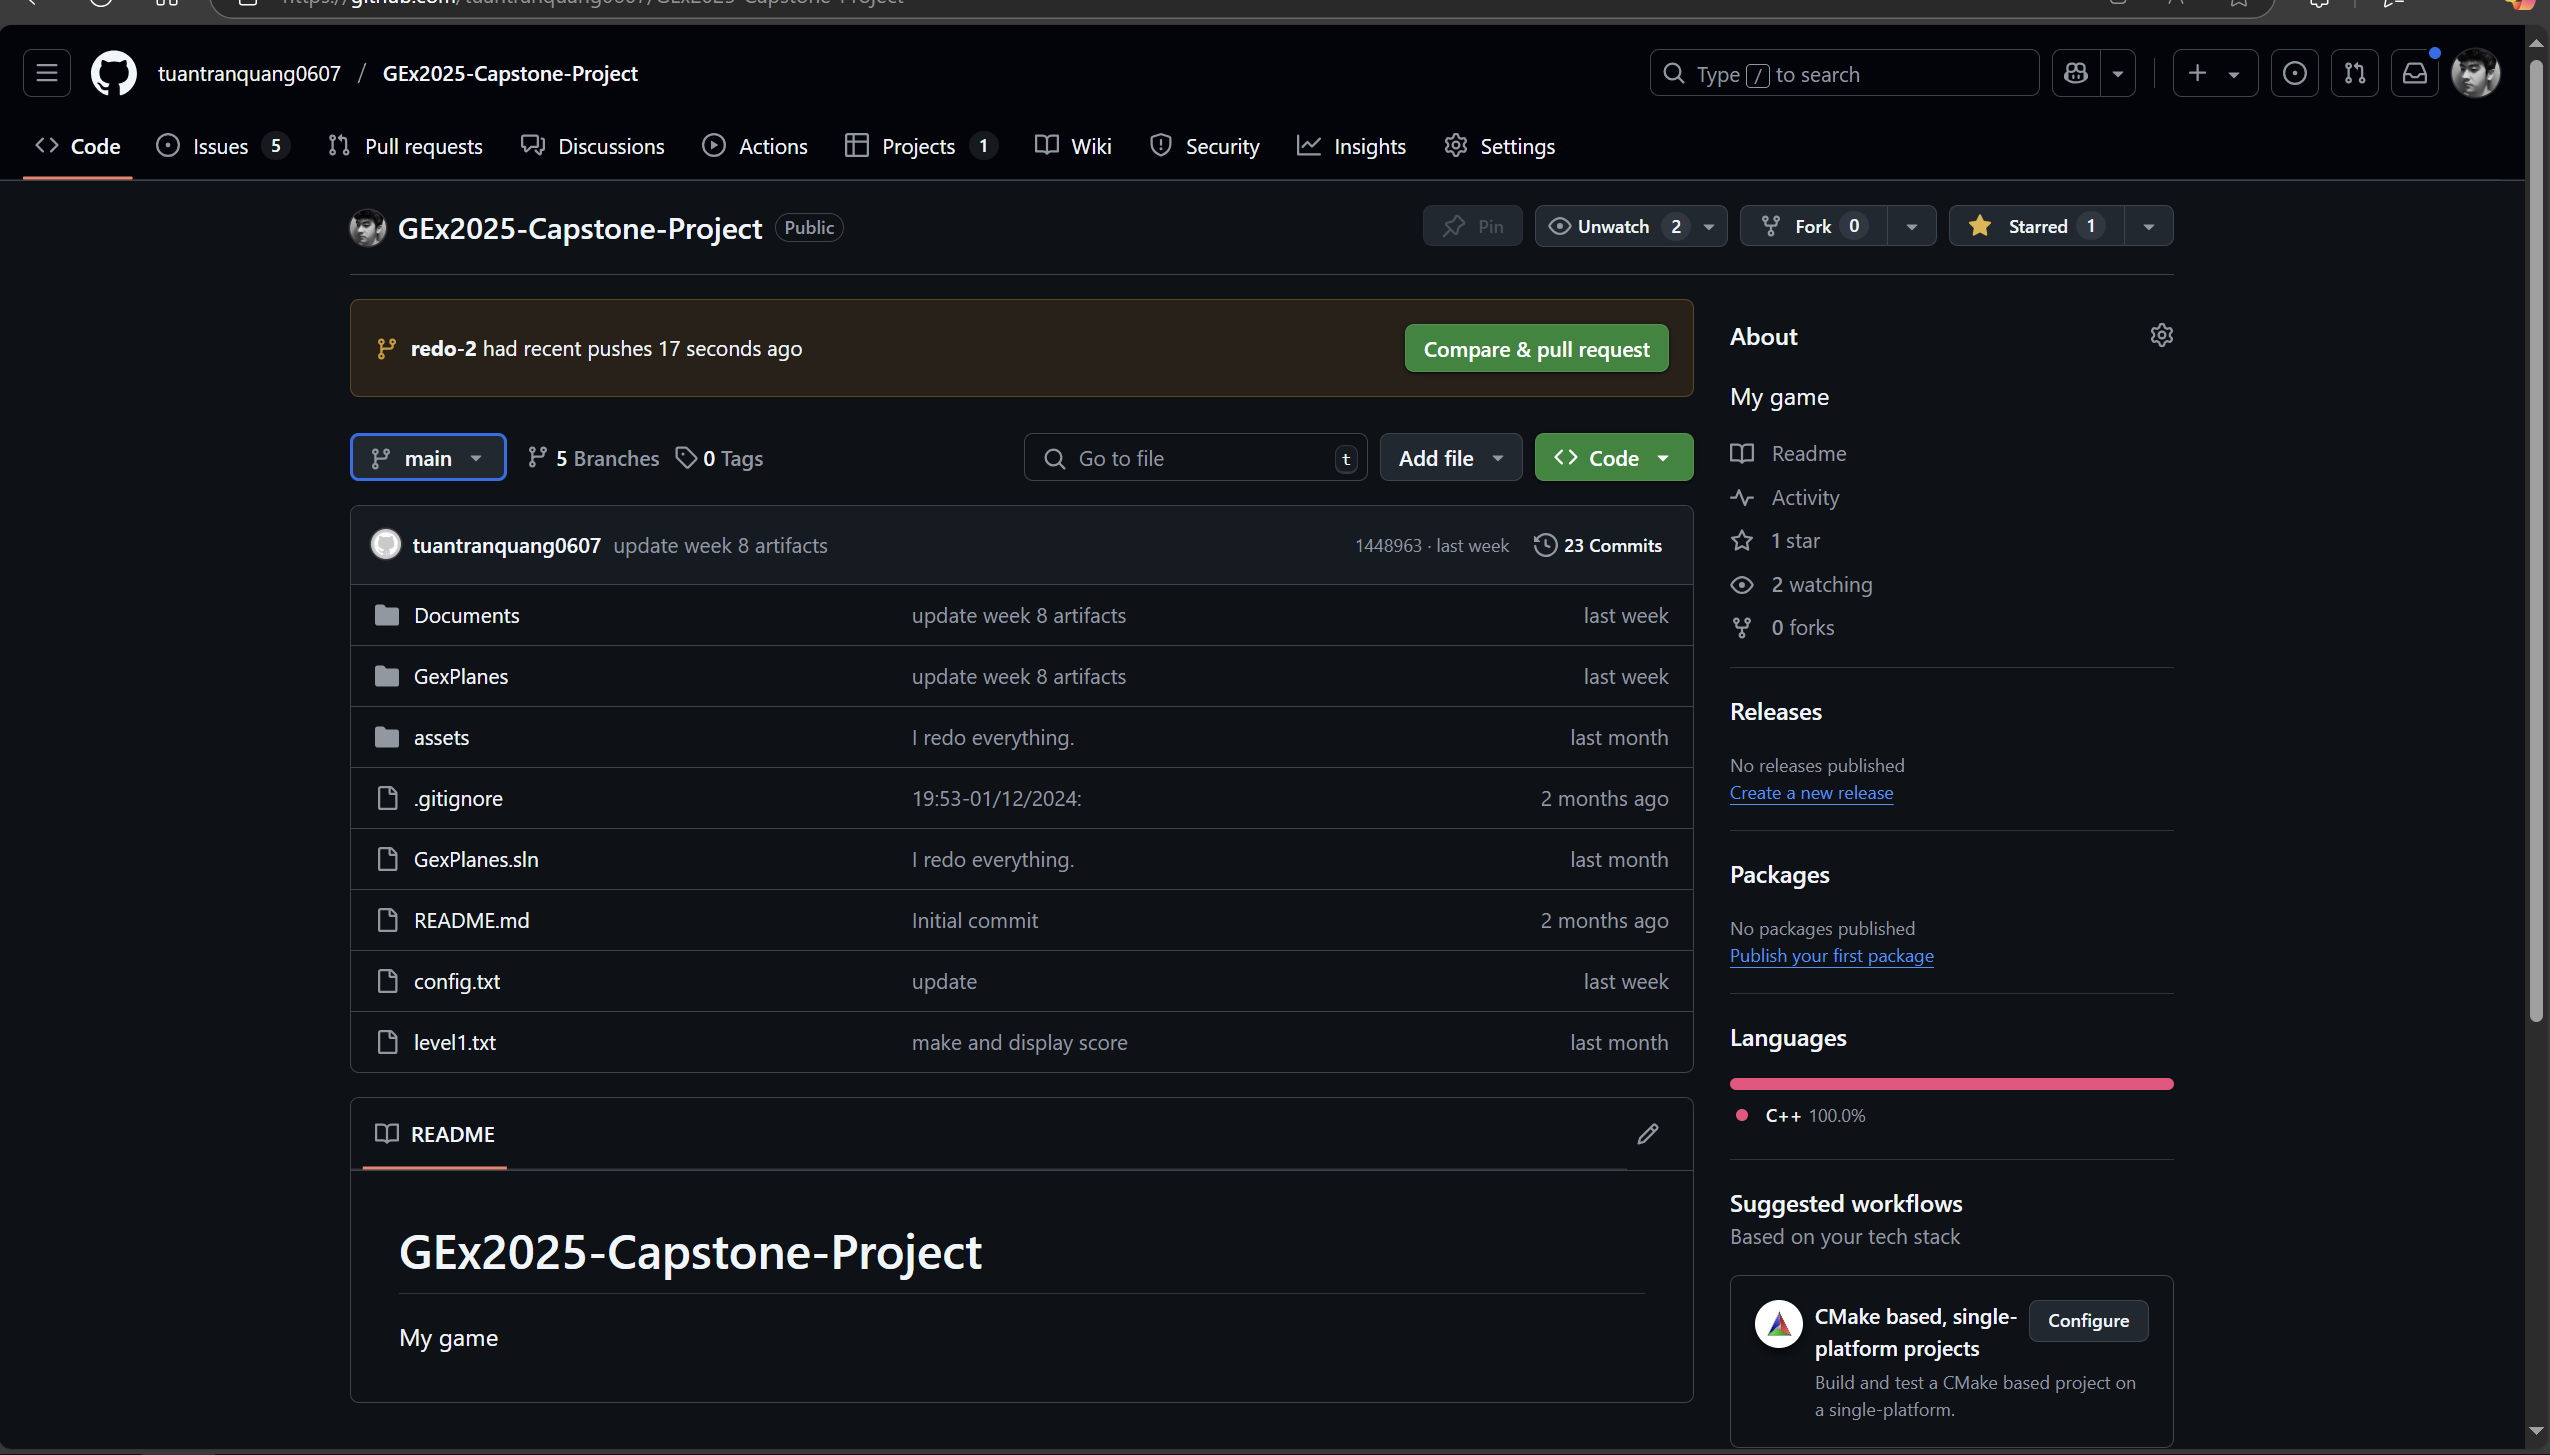 tuantranquang0607 / GEx2025-Capstone-Project
Type / to search
Code
Issues 5
Pull requests
Discussions
Actions
Projects 1
Wiki
Security
Insights
Settings
GEx2025-Capstone-Project Public
Pin
Unwatch 2
Fork 0
Starred 1
redo-2 had recent pushes 17 seconds ago
Compare & pull request
main
5 Branches
0 Tags
Go to file t
Add file
Code
tuantranquang0607 update week 8 artifacts 1448963 · last week 23 Commits
Documents update week 8 artifacts last week
GexPlanes update week 8 artifacts last week
assets I redo everything. last month
.gitignore 19:53-01/12/2024: 2 months ago
GexPlanes.sln I redo everything. last month
README.md Initial commit 2 months ago
config.txt update last week
level1.txt make and display score last month
README
GEx2025-Capstone-Project
My game
About
My game
Readme
Activity
1 star
2 watching
0 forks
Releases
No releases published
Create a new release
Packages
No packages published
Publish your first package
Languages
C++ 100.0%
Suggested workflows
Based on your tech stack
CMake based, single-
platform projects
Configure
Build and test a CMake based project on
a single-platform.